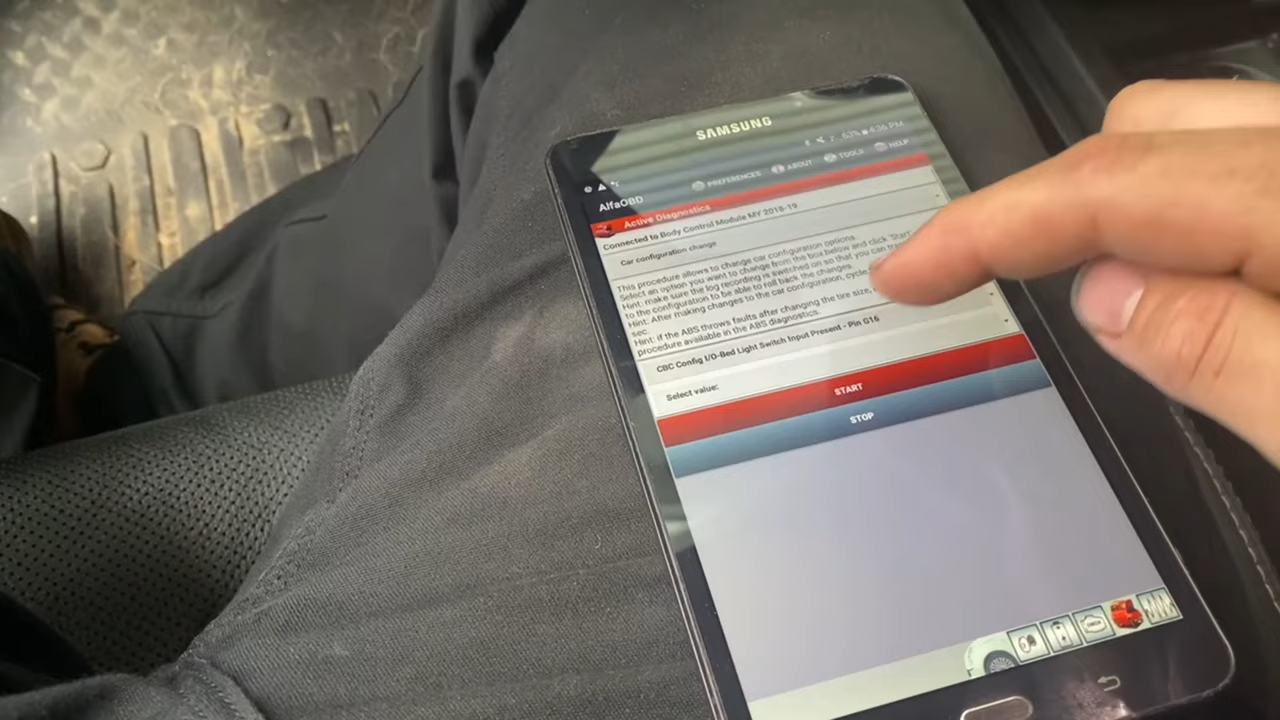 SAMSUNG
63% 4:36 PM
AlfaOBD
PREFERENCES ABOUT TOOLS HELP
Active Diagnostics
Connected to Body Control Module MY 2018-19
Car configuration change
This procedure allows to change car configuration options.
Select an option you want to change from the box below and click 'Start'
Hint: make sure the log recording is switched on so that you can
to the configuration to be able to roll back the changes.
Hint: After making changes to the car configuration, cycle
sec.
Hint: if the ABS throws faults after changing the tire size,
procedure available in the ABS diagnostics.
CBC Config I/O-Bed Light Switch Input Present - Pin G16
Select value:
START
STOP